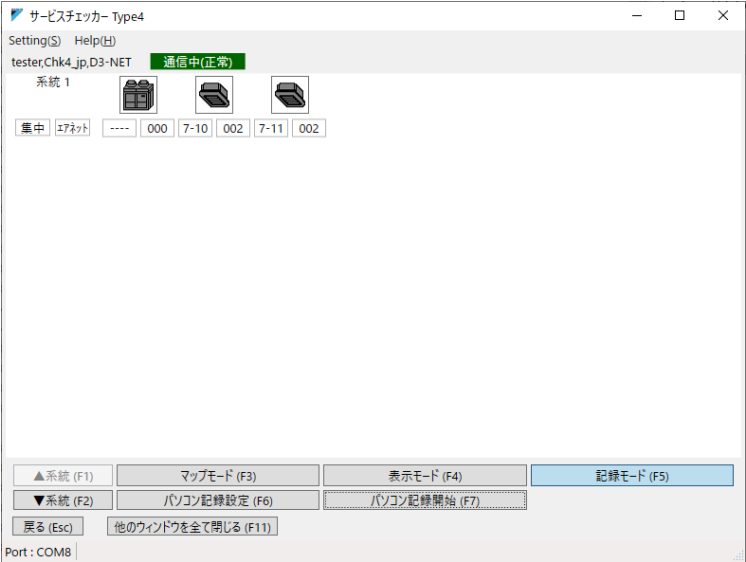 サービスチェッカー Type4
Setting(S) Help(H)
tester,Chk4_jp,D3-NET 通信中(正常)
系統 1
集中 エアネット ---- 000 7-10 002 7-11 002
▲系統 (F1) マップモード (F3) 表示モード (F4) 記録モード (F5)
▼系統 (F2) パソコン記録設定 (F6) パソコン記録開始 (F7)
戻る (Esc) 他のウィンドウを全て閉じる (F11)
Port : COM8